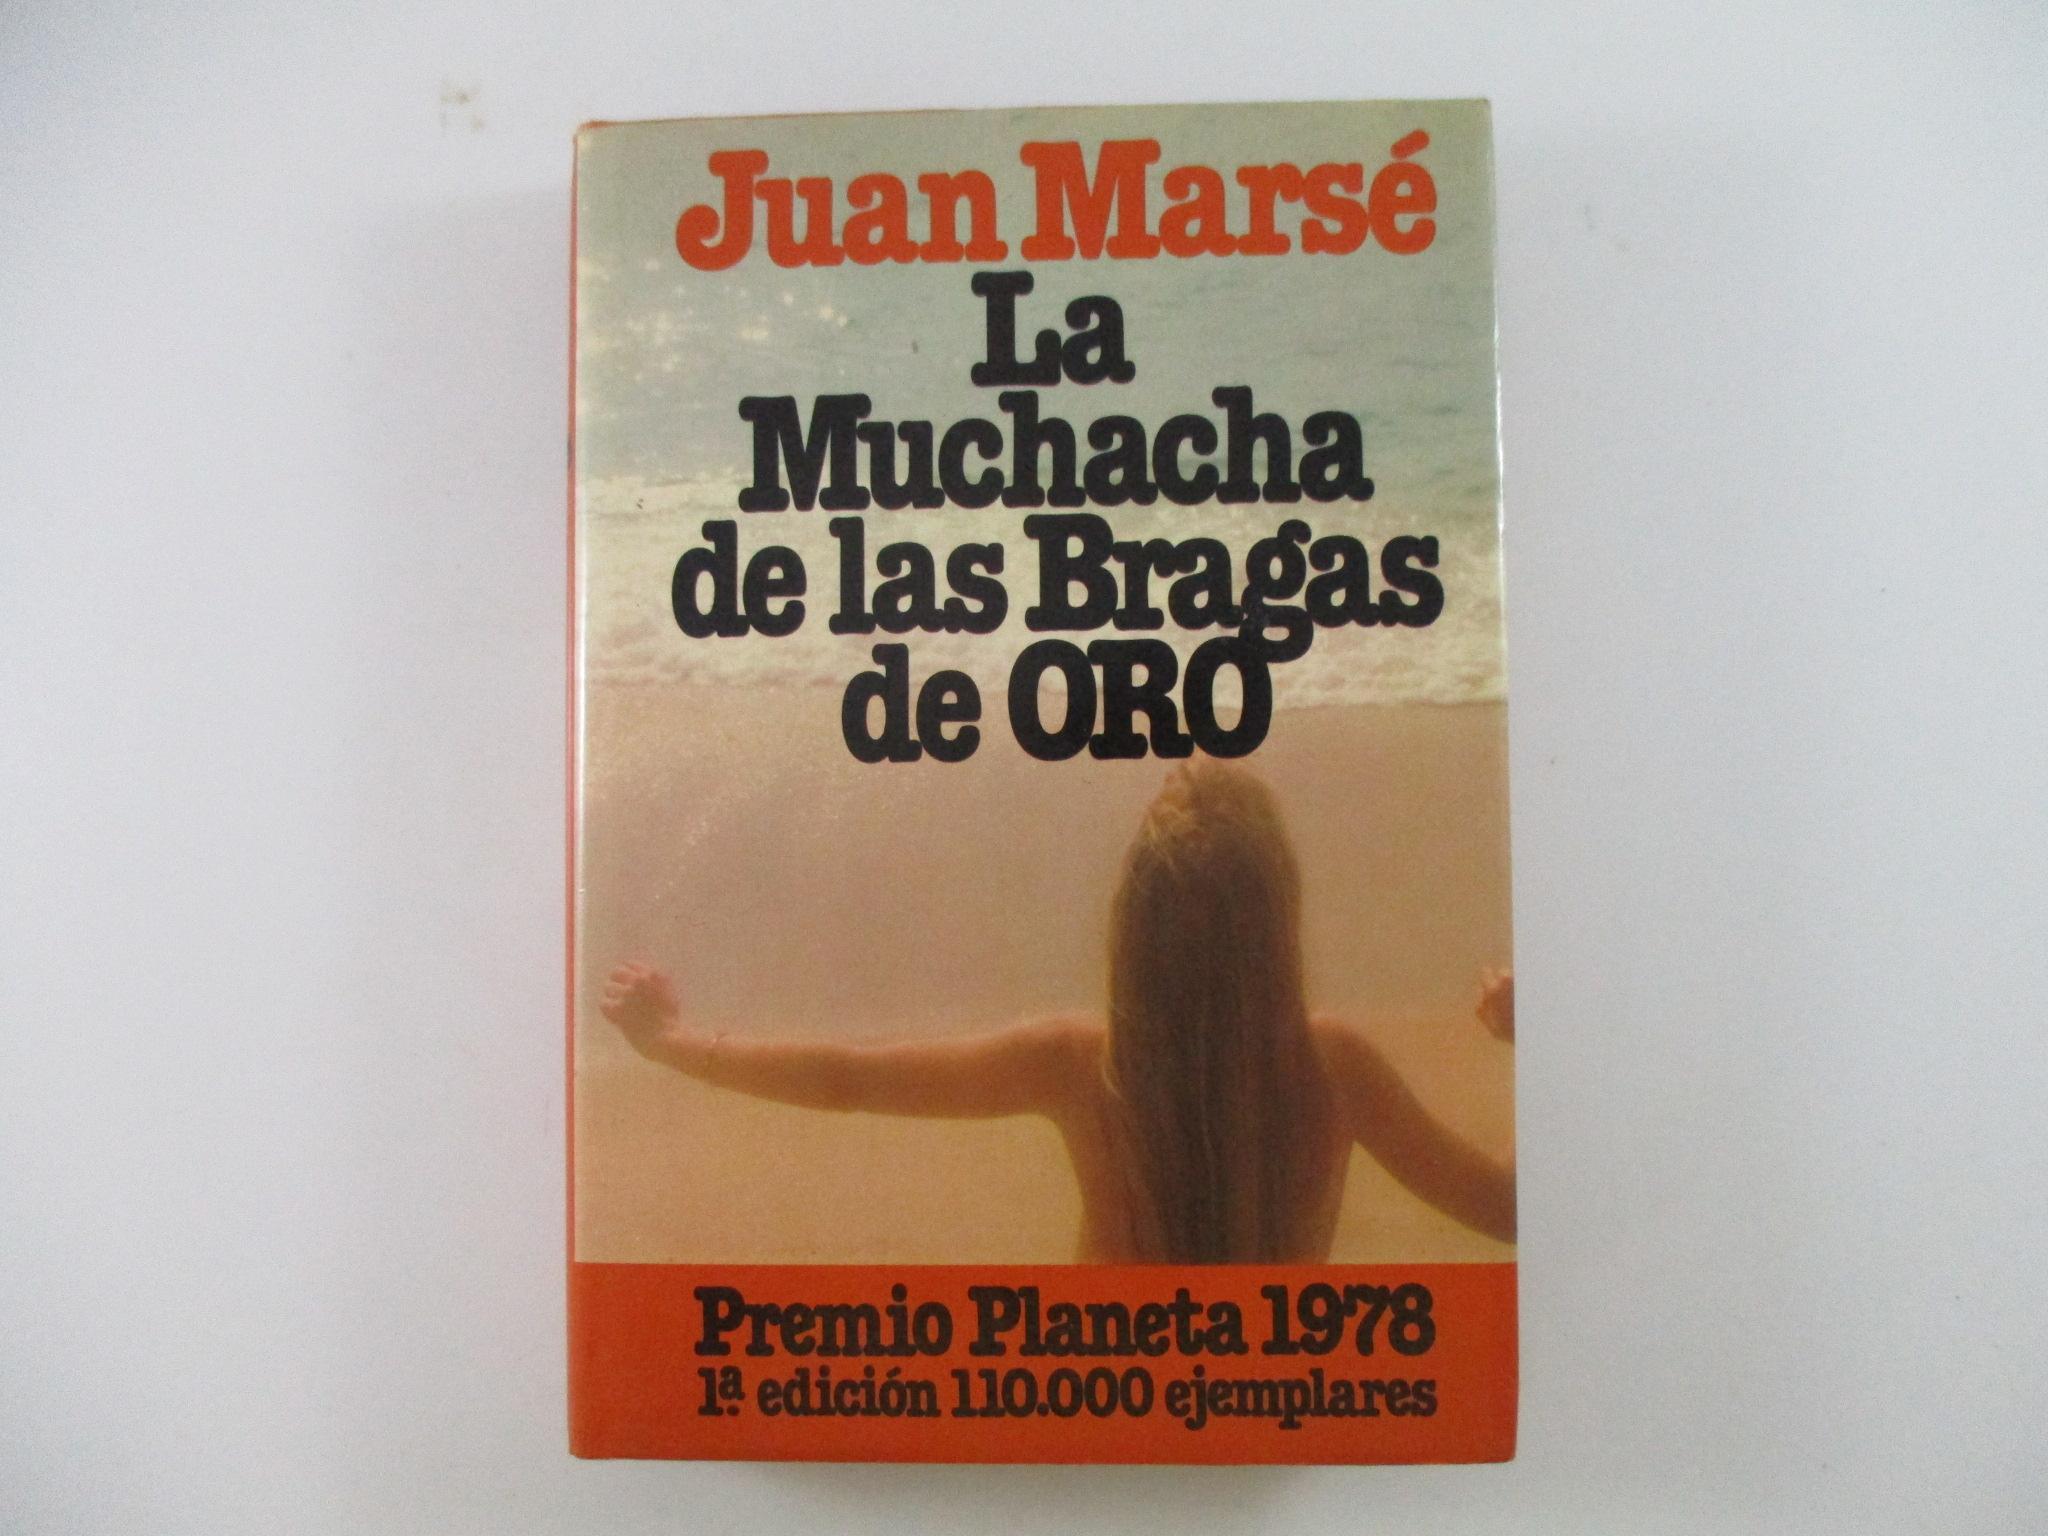 Juan Marsé
La
Muchacha
de las Bragas
de ORO
Premio Planeta 1978
1ª edición 110.000 ejemplares